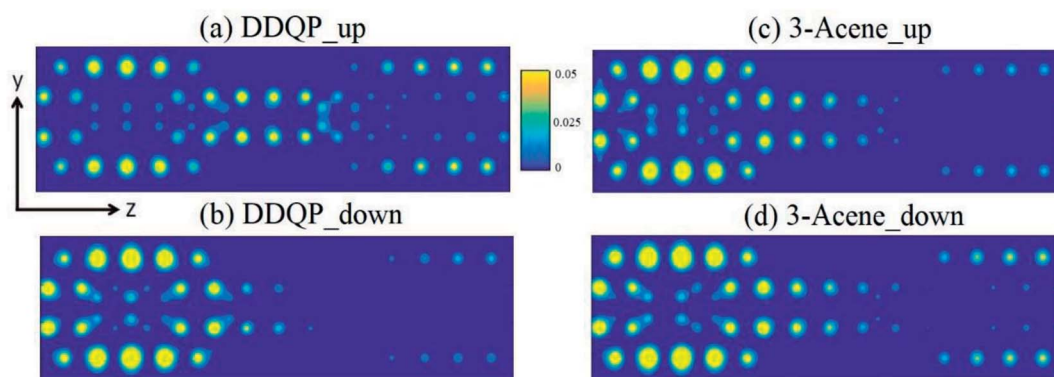 (a) DDQP_up
(c) 3-Acene_up
y
z
0.05
0.025
0
(b) DDQP_down
(d) 3-Acene_down